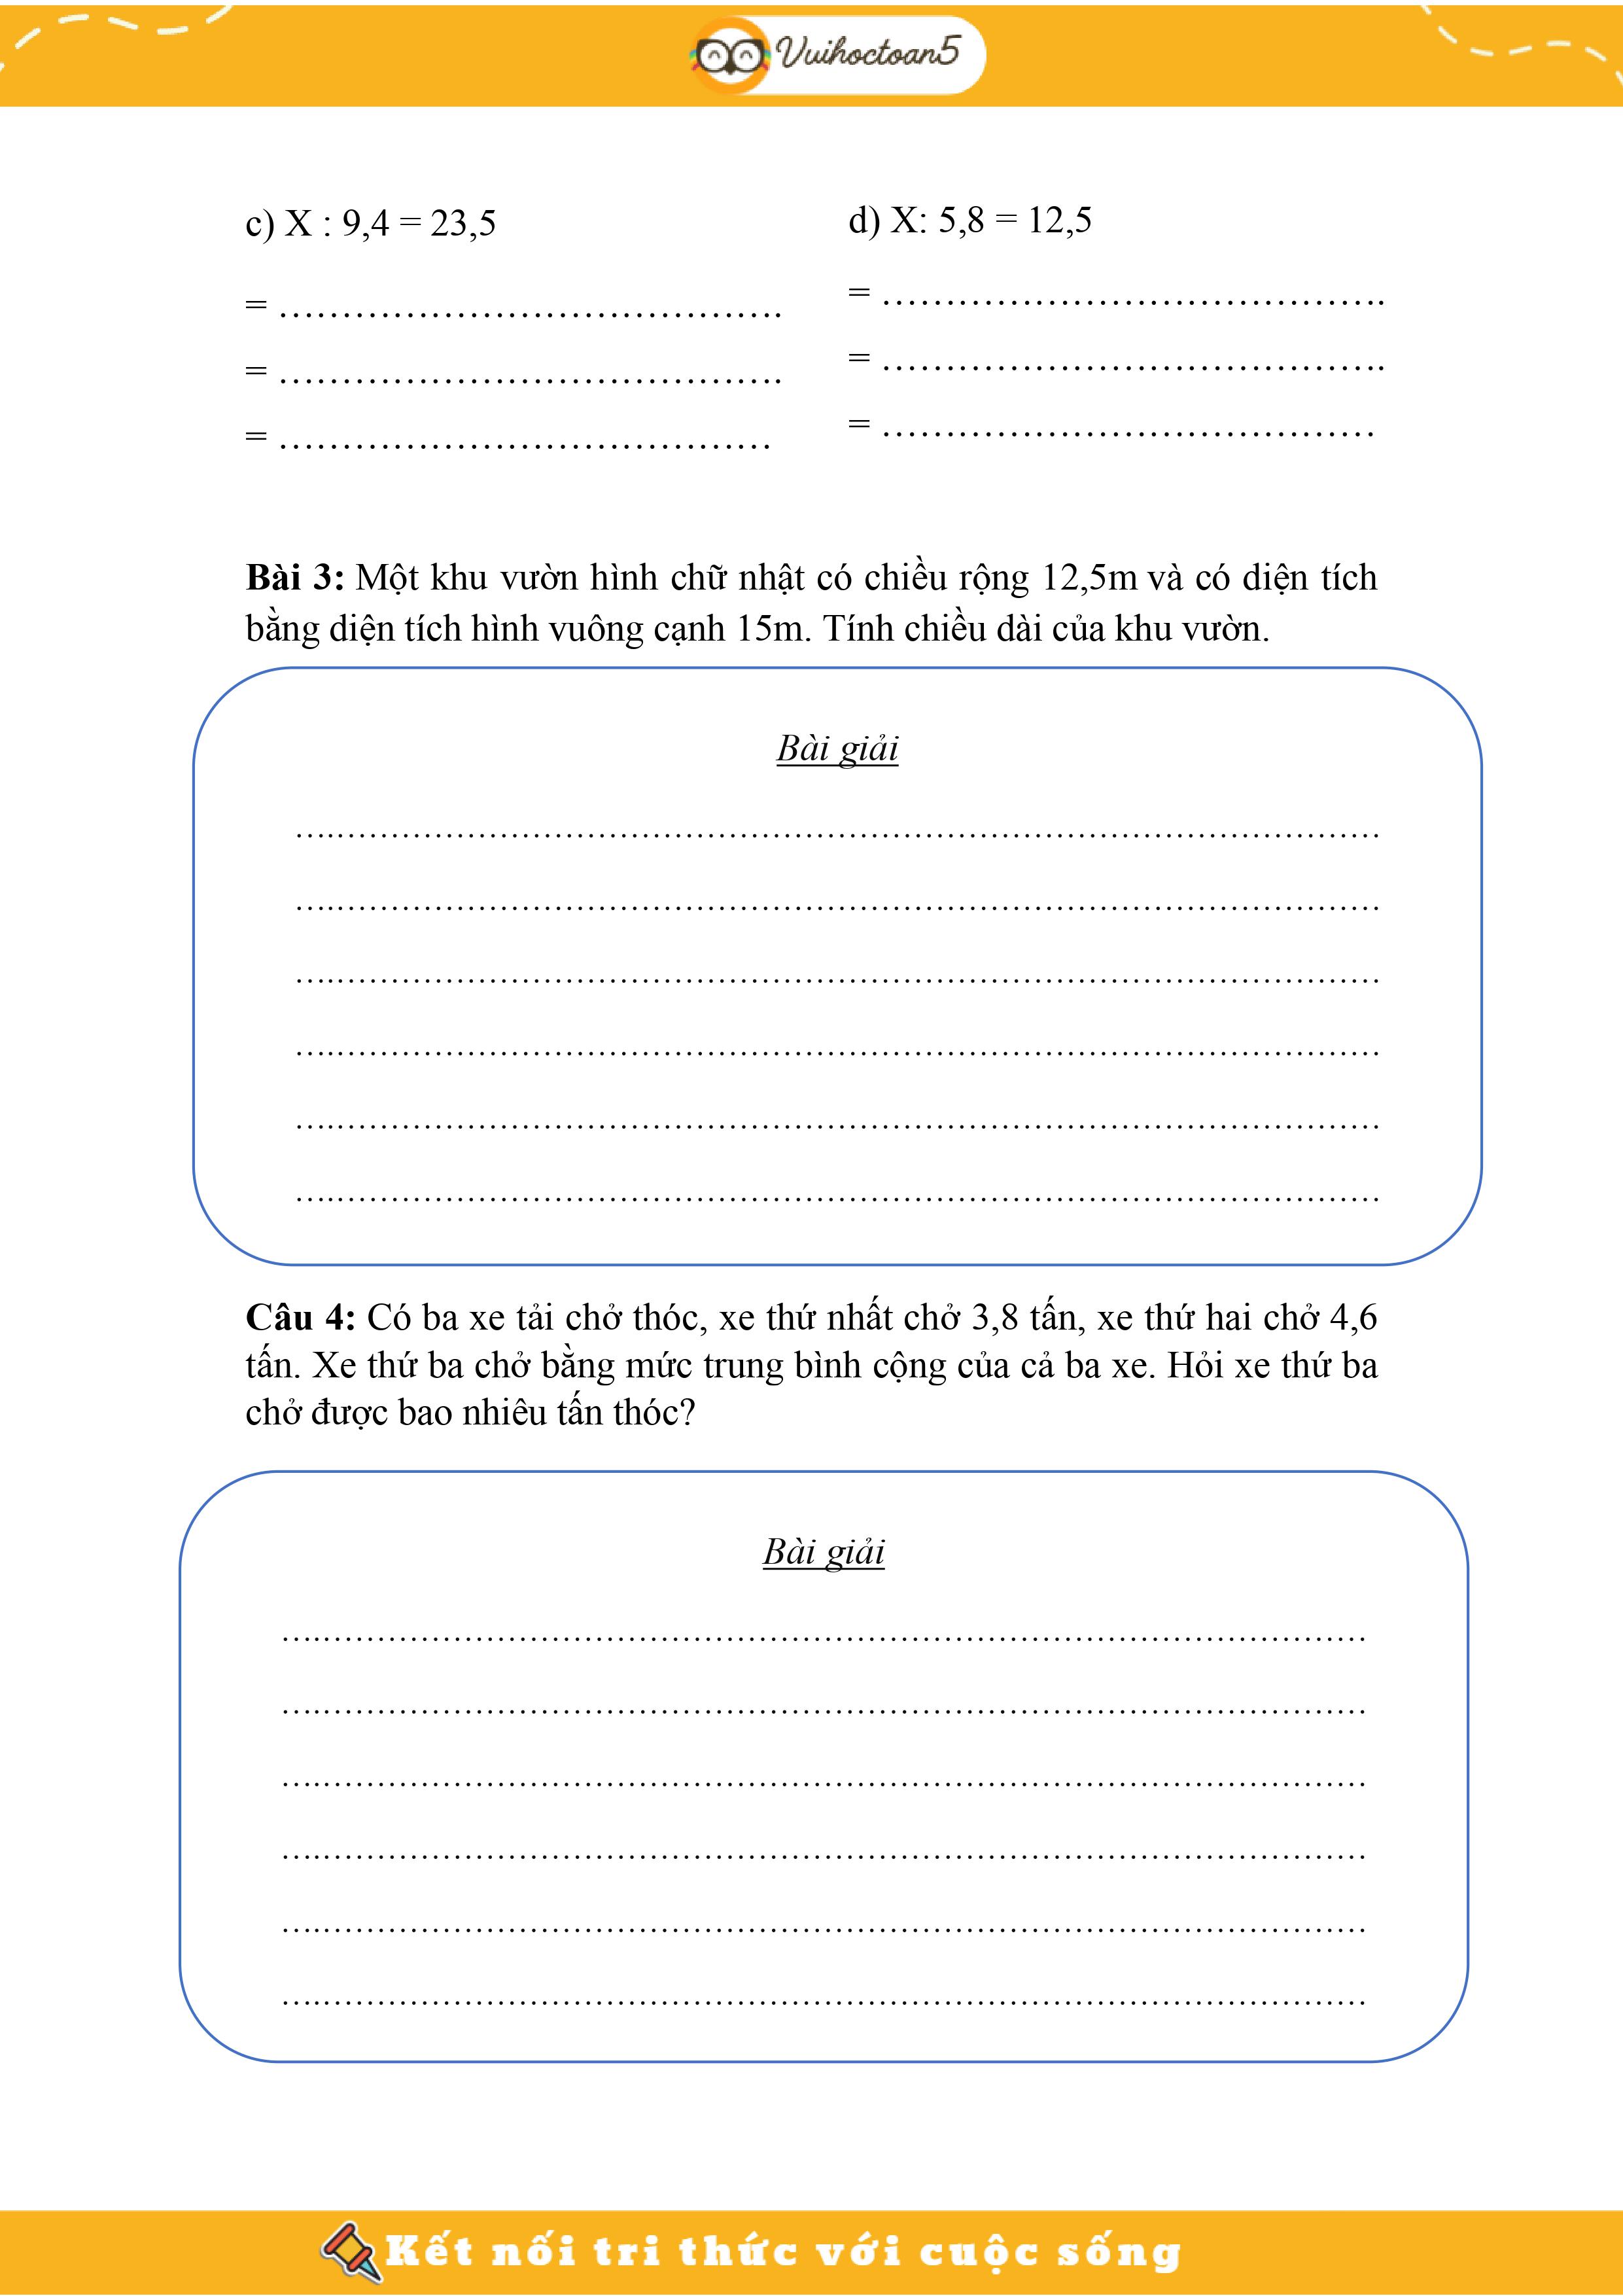 Vuihoctoan5
c) X : 9,4 = 23,5
d) X: 5,8 = 12,5
= …………………………………….
= …………………………………….
= …………………………………….
= …………………………………….
= ……………………………………
= ……………………………………
Bài 3: Một khu vườn hình chữ nhật có chiều rộng 12,5m và có diện tích
bằng diện tích hình vuông cạnh 15m. Tính chiều dài của khu vườn.
Bài giải
………………………………………………………………………………………
………………………………………………………………………………………
………………………………………………………………………………………
………………………………………………………………………………………
………………………………………………………………………………………
………………………………………………………………………………………
Câu 4: Có ba xe tải chở thóc, xe thứ nhất chở 3,8 tấn, xe thứ hai chở 4,6
tấn. Xe thứ ba chở bằng mức trung bình cộng của cả ba xe. Hỏi xe thứ ba
chở được bao nhiêu tấn thóc?
Bài giải
………………………………………………………………………………………
………………………………………………………………………………………
………………………………………………………………………………………
………………………………………………………………………………………
………………………………………………………………………………………
………………………………………………………………………………………
Kết nối tri thức với cuộc sống